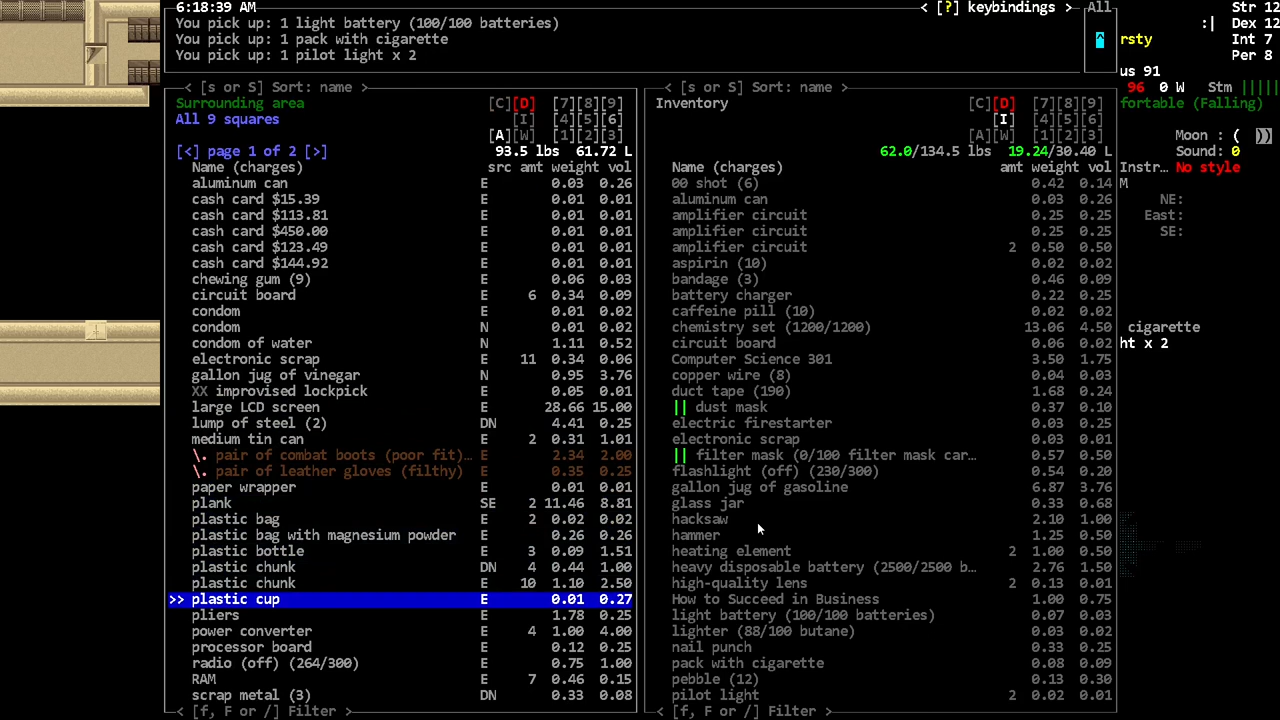 6:18:39 AM
You pick up: 1 light battery (100/100 batteries)
You pick up: 1 pack with cigarette
You pick up: 1 pilot light x 2
< [?] keybindings >
All
^
Str 12
:| Dex 12
rsty Int 7
Per 8
us 91
96 0 W Stm |||||
fortable (Falling)
Moon : ( ))
Sound: 0
Instr… No style
M
NE:
East:
SE:
cigarette
ht x 2
< [s or S] Sort: name >
Surrounding area [C][D] [7][8][9]
All 9 squares [I] [4][5][6]
[A][W] [1][2][3]
[<] page 1 of 2 [>] 93.5 lbs 61.72 L
Name (charges) src amt weight vol
aluminum can E 0.03 0.26
cash card $15.39 E 0.01 0.01
cash card $113.81 E 0.01 0.01
cash card $450.00 E 0.01 0.01
cash card $123.49 E 0.01 0.01
cash card $144.92 E 0.01 0.01
chewing gum (9) E 0.06 0.03
circuit board E 6 0.34 0.09
condom E 0.01 0.02
condom N 0.01 0.02
condom of water N 1.11 0.52
electronic scrap E 11 0.34 0.06
gallon jug of vinegar N 0.95 3.76
XX improvised lockpick E 0.05 0.01
large LCD screen E 28.66 15.00
lump of steel (2) DN 4.41 0.25
medium tin can E 2 0.31 1.01
\. pair of combat boots (poor fit)… E 2.34 2.00
\. pair of leather gloves (filthy) E 0.35 0.25
paper wrapper E 0.01 0.01
plank SE 2 11.46 8.81
plastic bag E 2 0.02 0.02
plastic bag with magnesium powder E 0.26 0.26
plastic bottle E 3 0.09 1.51
plastic chunk DN 4 0.44 1.00
plastic chunk E 10 1.10 2.50
>> plastic cup E 0.01 0.27
pliers E 1.78 0.25
power converter E 4 1.00 4.00
processor board E 0.12 0.25
radio (off) (264/300) E 0.75 1.00
RAM E 7 0.46 0.15
scrap metal (3) DN 0.33 0.08
< [f, F or /] Filter >
< [s or S] Sort: name >
Inventory [C][D] [7][8][9]
[I] [4][5][6]
[A][W] [1][2][3]
62.0/134.5 lbs 19.24/30.40 L
Name (charges) amt weight vol
00 shot (6) 0.42 0.14
aluminum can 0.03 0.26
amplifier circuit 0.25 0.25
amplifier circuit 0.25 0.25
amplifier circuit 2 0.50 0.50
aspirin (10) 0.02 0.02
bandage (3) 0.46 0.09
battery charger 0.22 0.25
caffeine pill (10) 0.02 0.02
chemistry set (1200/1200) 13.06 4.50
circuit board 0.06 0.02
Computer Science 301 3.50 1.75
copper wire (8) 0.04 0.03
duct tape (190) 1.68 0.24
|| dust mask 0.37 0.10
electric firestarter 0.03 0.25
electronic scrap 0.03 0.01
|| filter mask (0/100 filter mask car… 0.57 0.50
flashlight (off) (230/300) 0.54 0.20
gallon jug of gasoline 6.87 3.76
glass jar 0.33 0.68
hacksaw 2.10 1.00
hammer 1.25 0.50
heating element 2 1.00 0.50
heavy disposable battery (2500/2500 b… 2.76 1.50
high-quality lens 2 0.13 0.01
How to Succeed in Business 1.00 0.75
light battery (100/100 batteries) 0.07 0.03
lighter (88/100 butane) 0.03 0.02
nail punch 0.33 0.25
pack with cigarette 0.08 0.09
pebble (12) 0.13 0.30
pilot light 2 0.02 0.01
< [f, F or /] Filter >